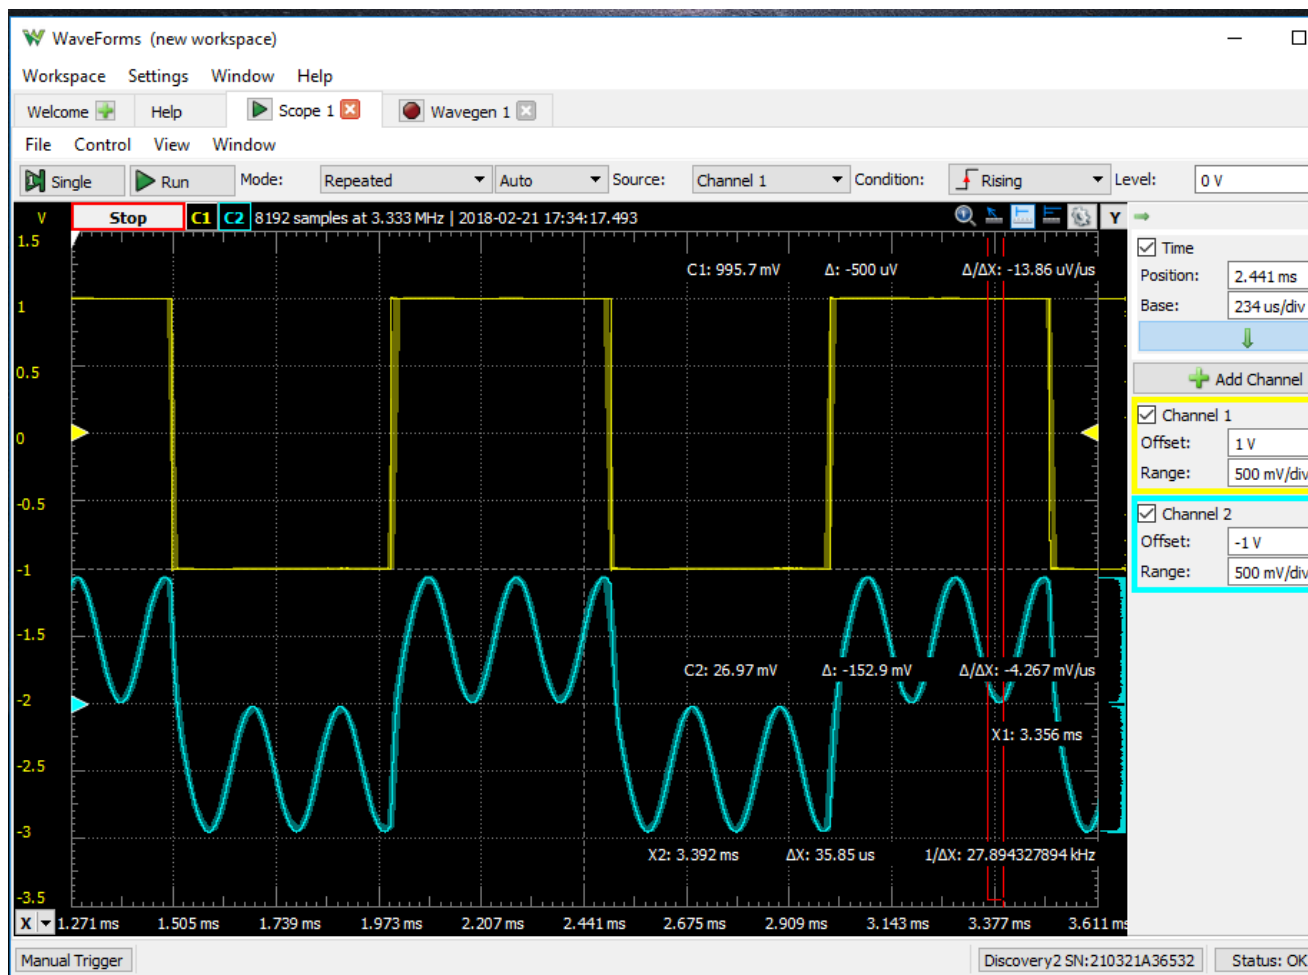 WaveForms (new workspace)
Workspace Settings Window Help
Welcome Help Scope 1 Wavegen 1
File Control View Window
Single Run Mode: Repeated Auto Source: Channel 1 Condition: Rising Level: 0 V
V Stop C1 C2 8192 samples at 3.333 MHz | 2018-02-21 17:34:17.493 Y
1.5
Time
C1: 995.7 mV Δ: -500 uV Δ/ΔX: -13.86 uV/us
Position: 2.441 ms
1
Base: 234 us/div
0.5
Add Channel
Channel 1
0
Offset: 1 V
Range: 500 mV/div
-0.5
Channel 2
Offset: -1 V
-1
Range: 500 mV/div
-1.5
C2: 26.97 mV Δ: -152.9 mV Δ/ΔX: -4.267 mV/us
-2
X1: 3.356 ms
-2.5
-3
X2: 3.392 ms ΔX: 35.85 us 1/ΔX: 27.894327894 kHz
-3.5
X 1.271 ms 1.505 ms 1.739 ms 1.973 ms 2.207 ms 2.441 ms 2.675 ms 2.909 ms 3.143 ms 3.377 ms 3.611 ms
Manual Trigger Discovery2 SN:210321A36532 Status: OK